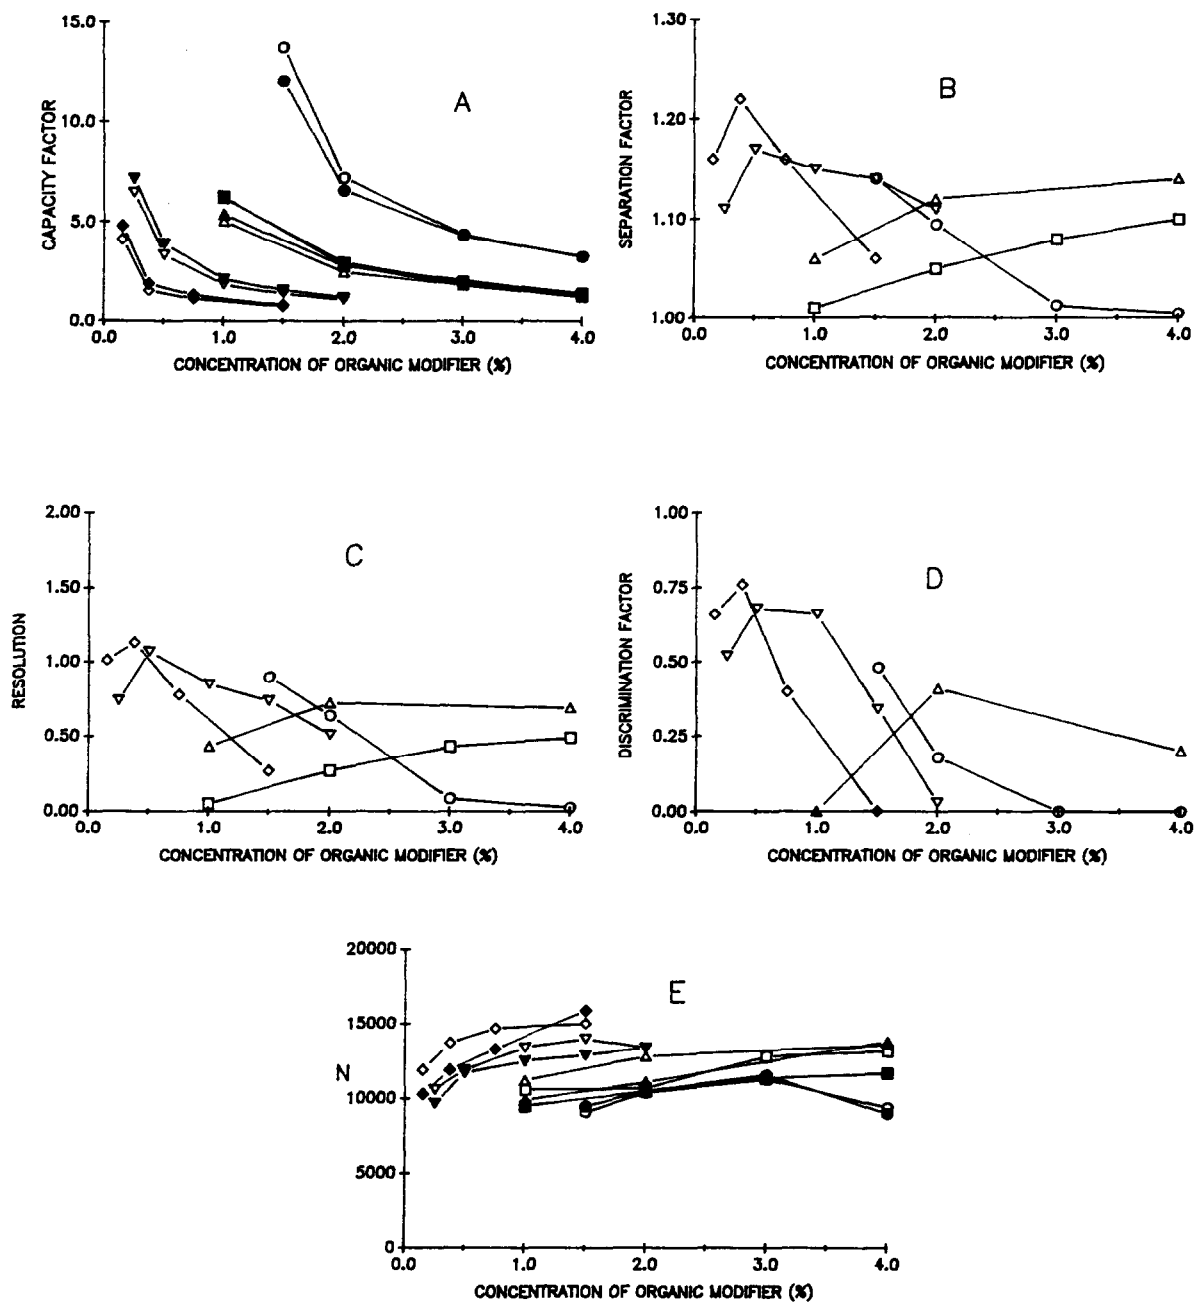 15.0
10.0
5.0
0.0
CAPACITY FACTOR
A
0.0 1.0 2.0 3.0 4.0
CONCENTRATION OF ORGANIC MODIFIER (%)
1.30
1.20
1.10
1.00
SEPARATION FACTOR
B
0.0 1.0 2.0 3.0 4.0
CONCENTRATION OF ORGANIC MODIFIER (%)
2.00
1.50
1.00
0.50
0.00
RESOLUTION
C
0.0 1.0 2.0 3.0 4.0
CONCENTRATION OF ORGANIC MODIFIER (%)
1.00
0.75
0.50
0.25
0.00
DISCRIMINATION FACTOR
D
0.0 1.0 2.0 3.0 4.0
CONCENTRATION OF ORGANIC MODIFIER (%)
20000
15000
10000
5000
0
N
E
0.0 1.0 2.0 3.0 4.0
CONCENTRATION OF ORGANIC MODIFIER (%)